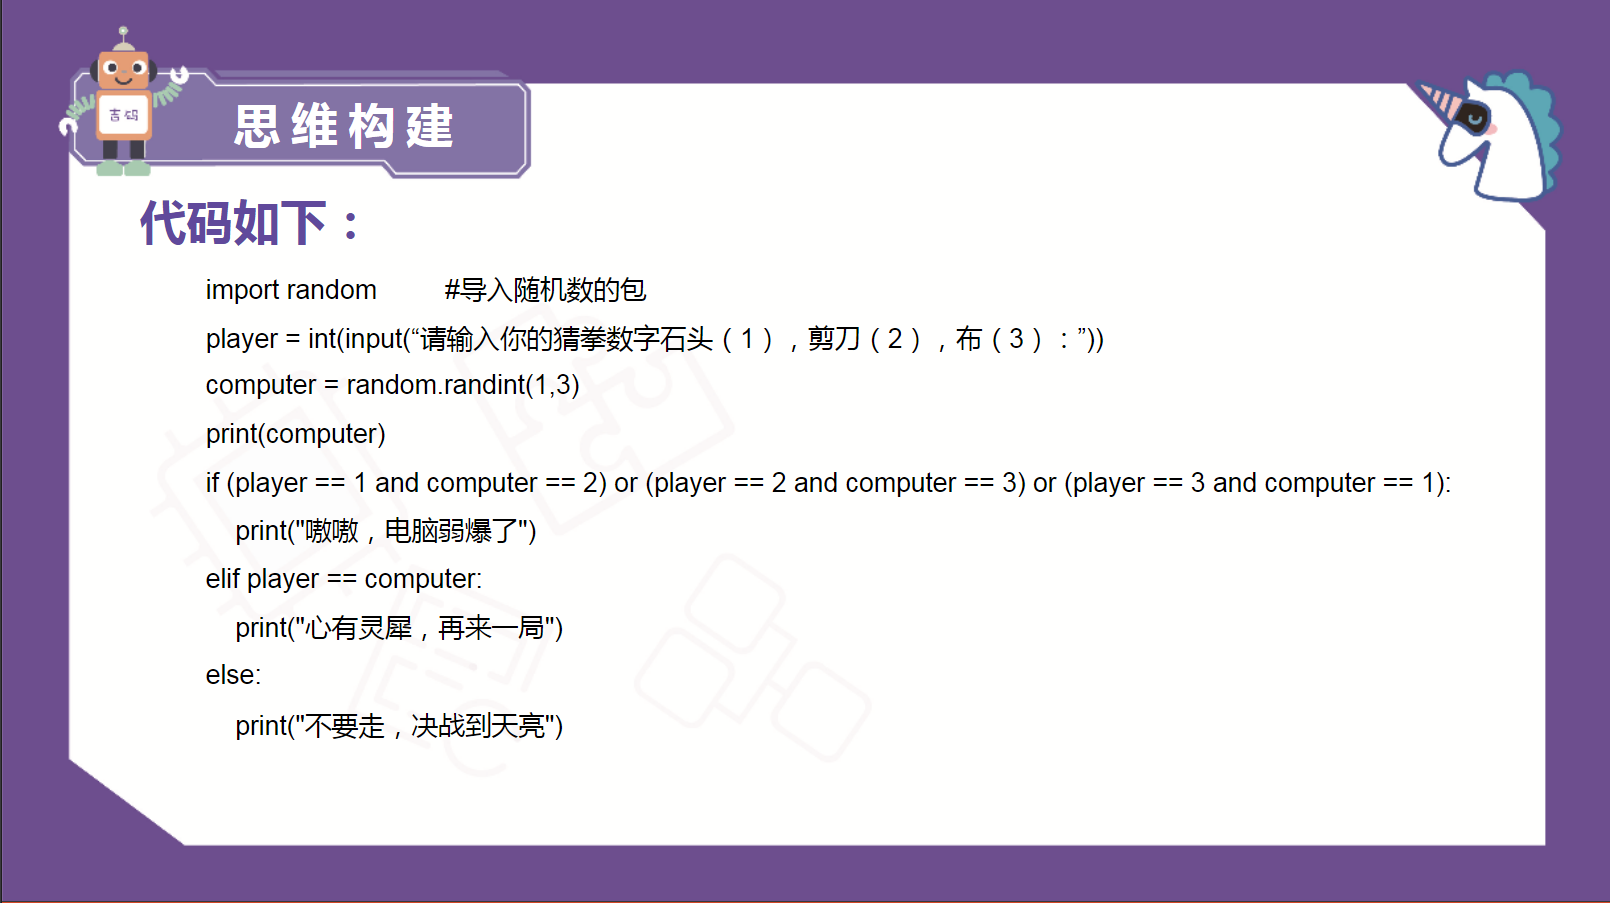 吉码
思维构建
代码如下：
import random #导入随机数的包
player = int(input(“请输入你的猜拳数字石头（1），剪刀（2），布（3）：”))
computer = random.randint(1,3)
print(computer)
if (player == 1 and computer == 2) or (player == 2 and computer == 3) or (player == 3 and computer == 1):
    print("嗷嗷，电脑弱爆了")
elif player == computer:
    print("心有灵犀，再来一局")
else:
    print("不要走，决战到天亮")